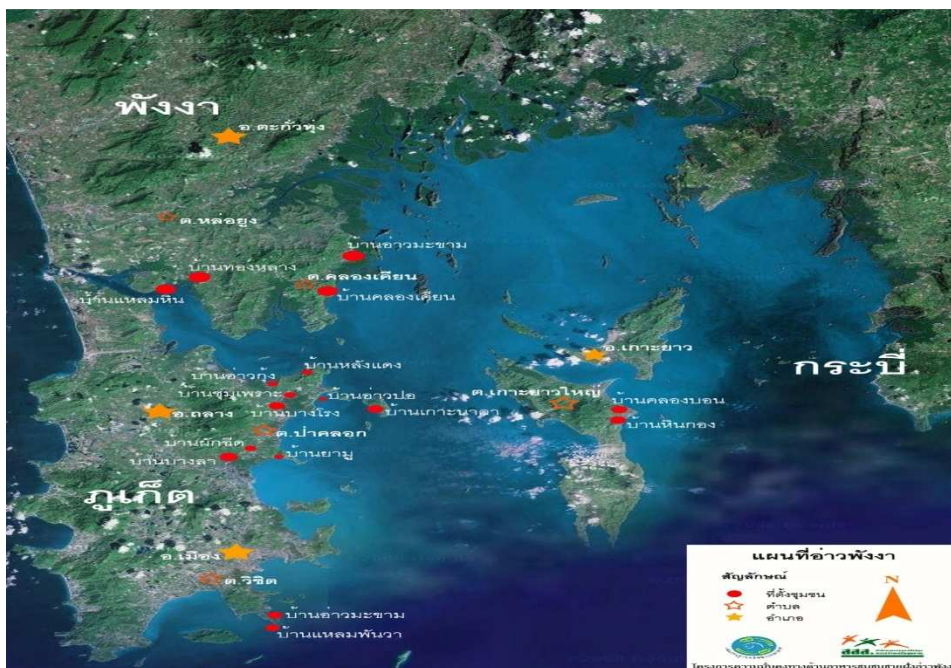 พังงา
อ.ตะกั่วทุ่ง
ต.หล่อยูง
บ้านอ่าวมะขาม
บ้านทองหลาง
ต.คลองเคียน
บ้านแหลมหิน
บ้านคลองเคียน
อ.เกาะยาว
บ้านหลังแดง
บ้านอ่าวกุ้ง
กระบี่
ต.เกาะยาวใหญ่
บ้านชุมเพราะ
บ้านอ่าวปอ
บ้านคลองบอน
อ.ถลาง
บ้านบางโรง
บ้านเกาะนาคา
บ้านหินกอง
ต.ป่าคลอก
บ้านผักฉีด
บ้านยามู
บ้านบางลา
ภูเก็ต
อ.เมือง
ต.วิชิต
บ้านอ่าวมะขาม
บ้านแหลมพันวา
แผนที่อ่าวพังงา
สัญลักษณ์
N
ที่ตั้งชุมชน
ตำบล
อำเภอ
สสส